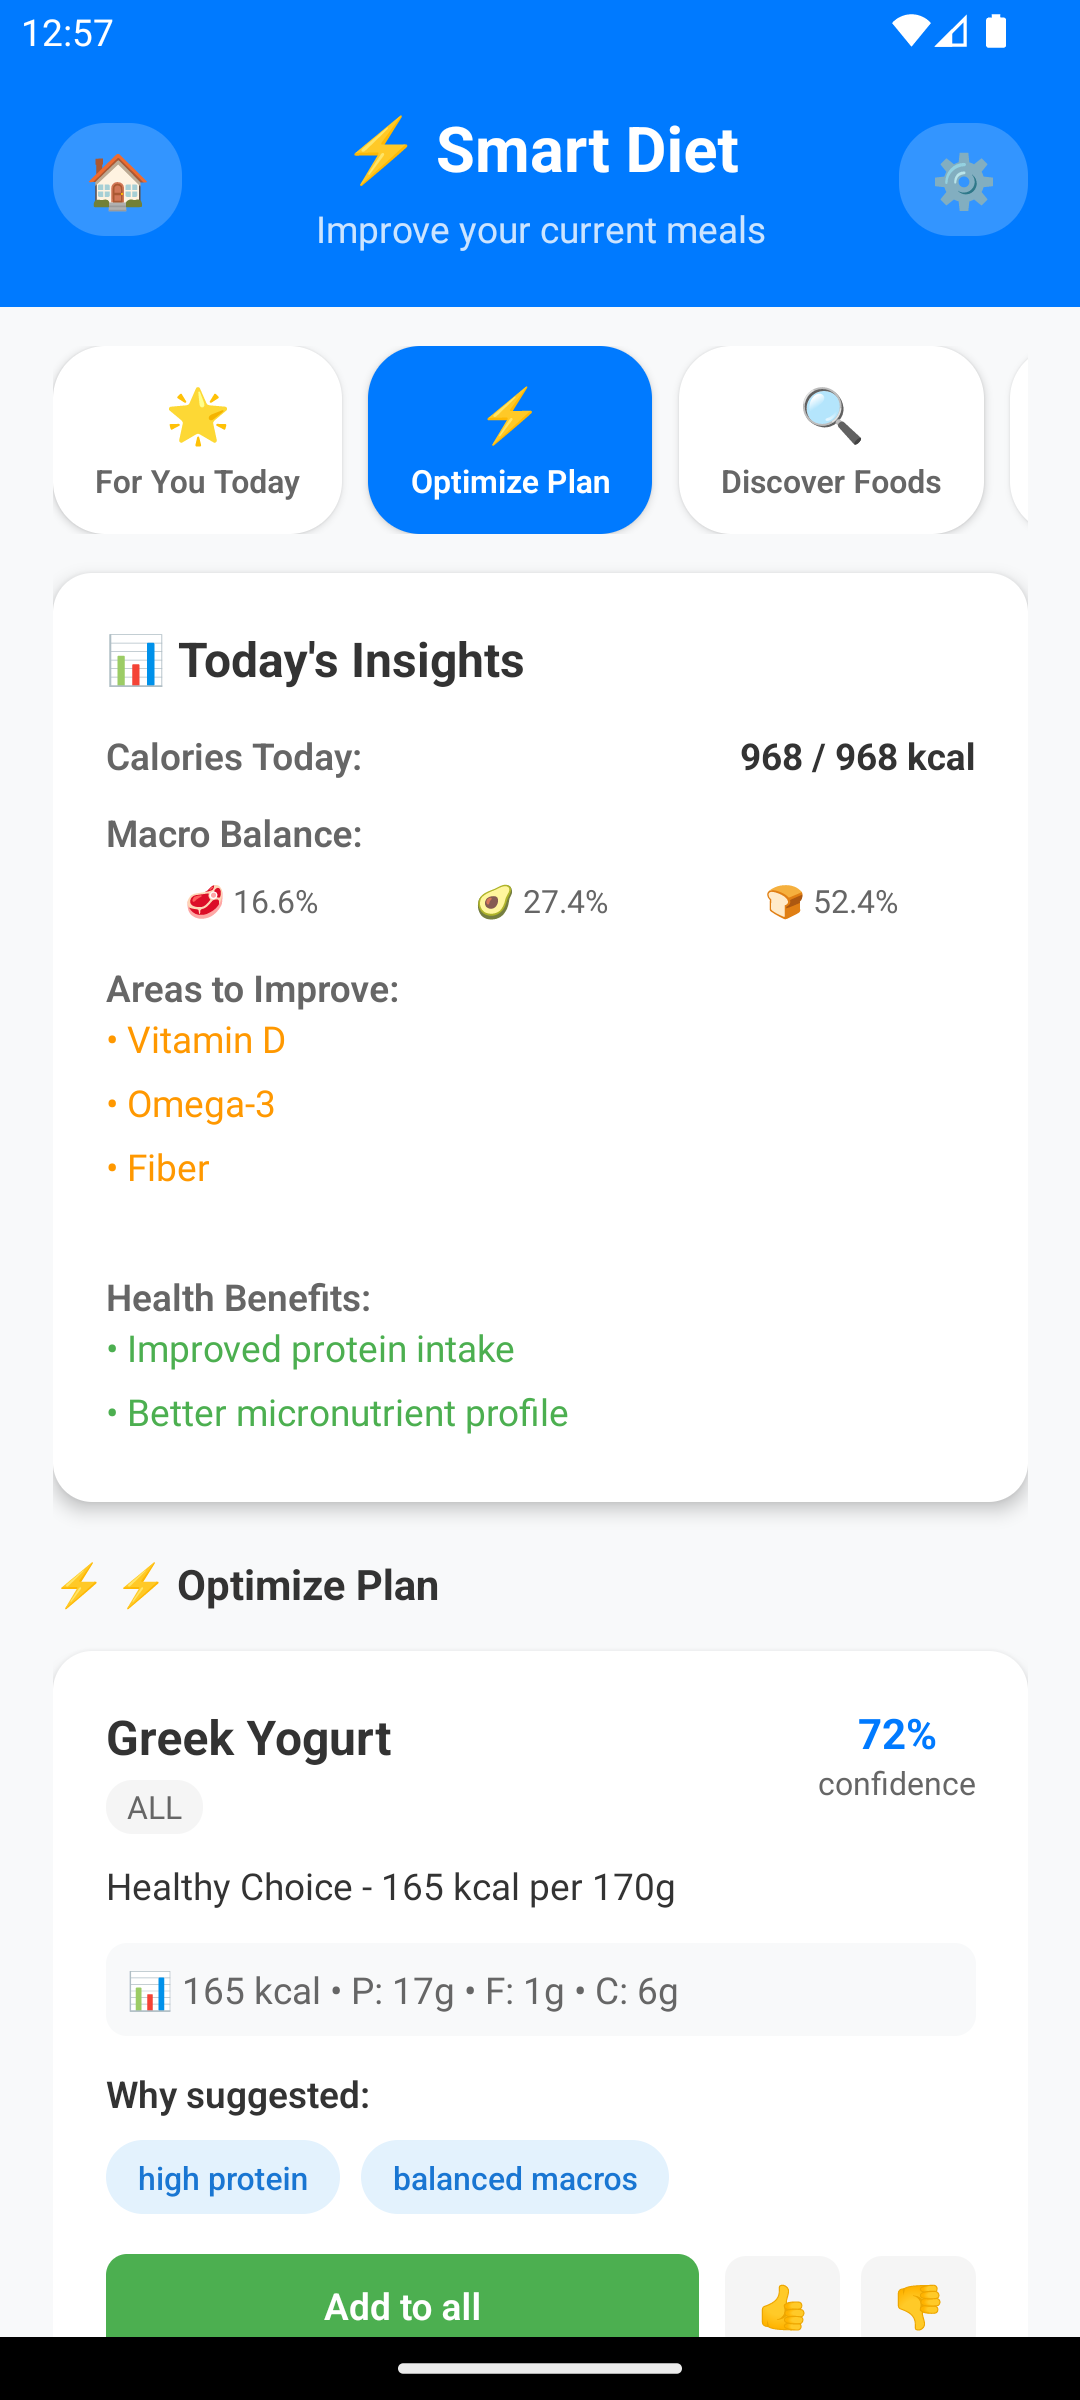 12:57
⚡ Smart Diet
Improve your current meals
For You Today
Optimize Plan
Discover Foods
Today's Insights
Calories Today: 968 / 968 kcal
Macro Balance:
16.6% 27.4% 52.4%
Areas to Improve:
• Vitamin D
• Omega-3
• Fiber
Health Benefits:
• Improved protein intake
• Better micronutrient profile
⚡ ⚡ Optimize Plan
Greek Yogurt
72%
confidence
ALL
Healthy Choice - 165 kcal per 170g
165 kcal • P: 17g • F: 1g • C: 6g
Why suggested:
high protein
balanced macros
Add to all